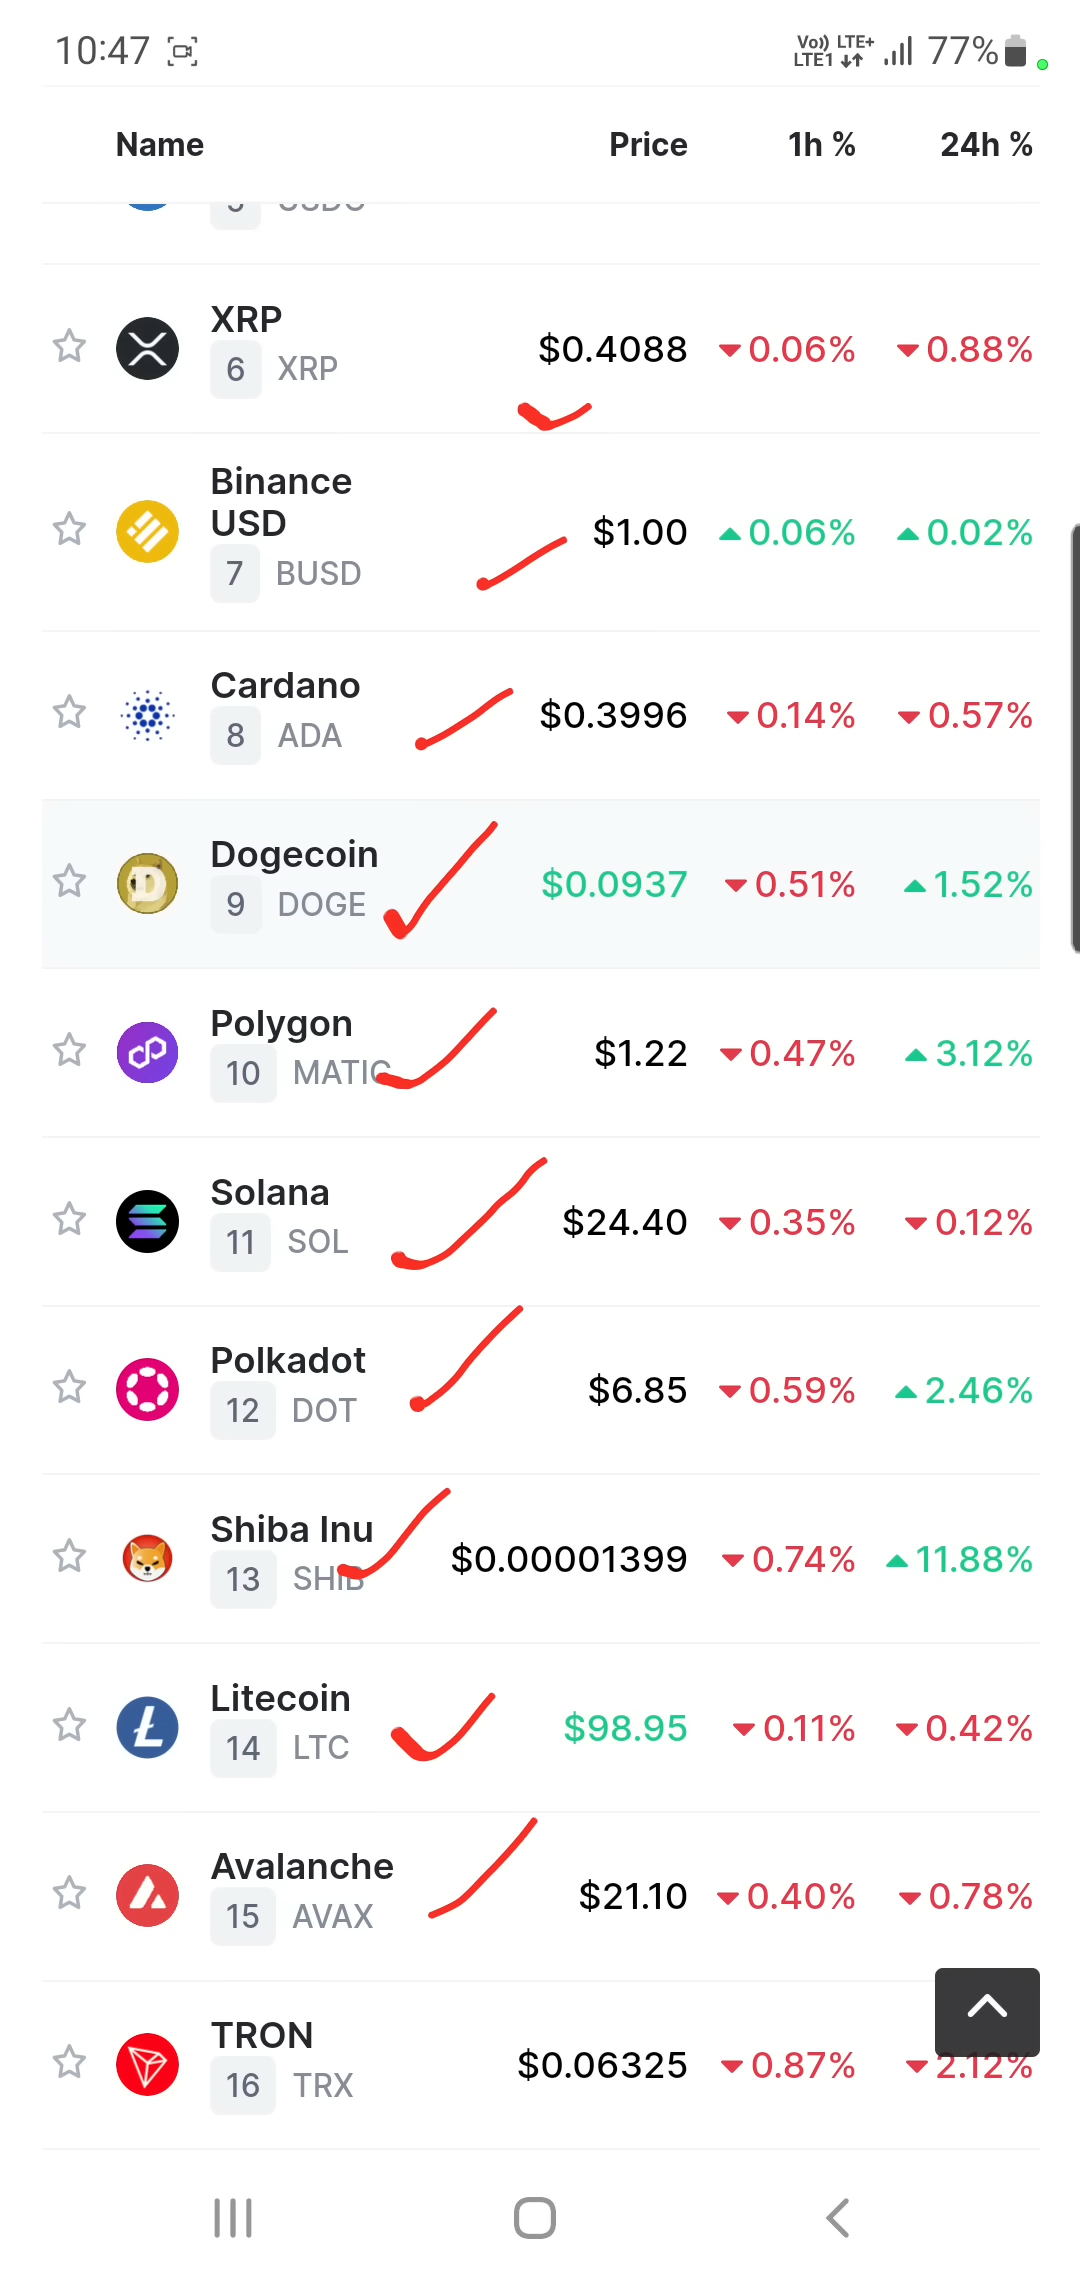 10:47 Vo)) LTE+ LTE1 77%
Name Price 1h % 24h %
XRP
6 XRP $0.4088 0.06% 0.88%
Binance
USD
7 BUSD $1.00 0.06% 0.02%
Cardano
8 ADA $0.3996 0.14% 0.57%
Dogecoin
9 DOGE $0.0937 0.51% 1.52%
Polygon
10 MATIC $1.22 0.47% 3.12%
Solana
11 SOL $24.40 0.35% 0.12%
Polkadot
12 DOT $6.85 0.59% 2.46%
Shiba Inu
13 SHIB $0.00001399 0.74% 11.88%
Litecoin
14 LTC $98.95 0.11% 0.42%
Avalanche
15 AVAX $21.10 0.40% 0.78%
TRON
16 TRX $0.06325 0.87% 2.12%